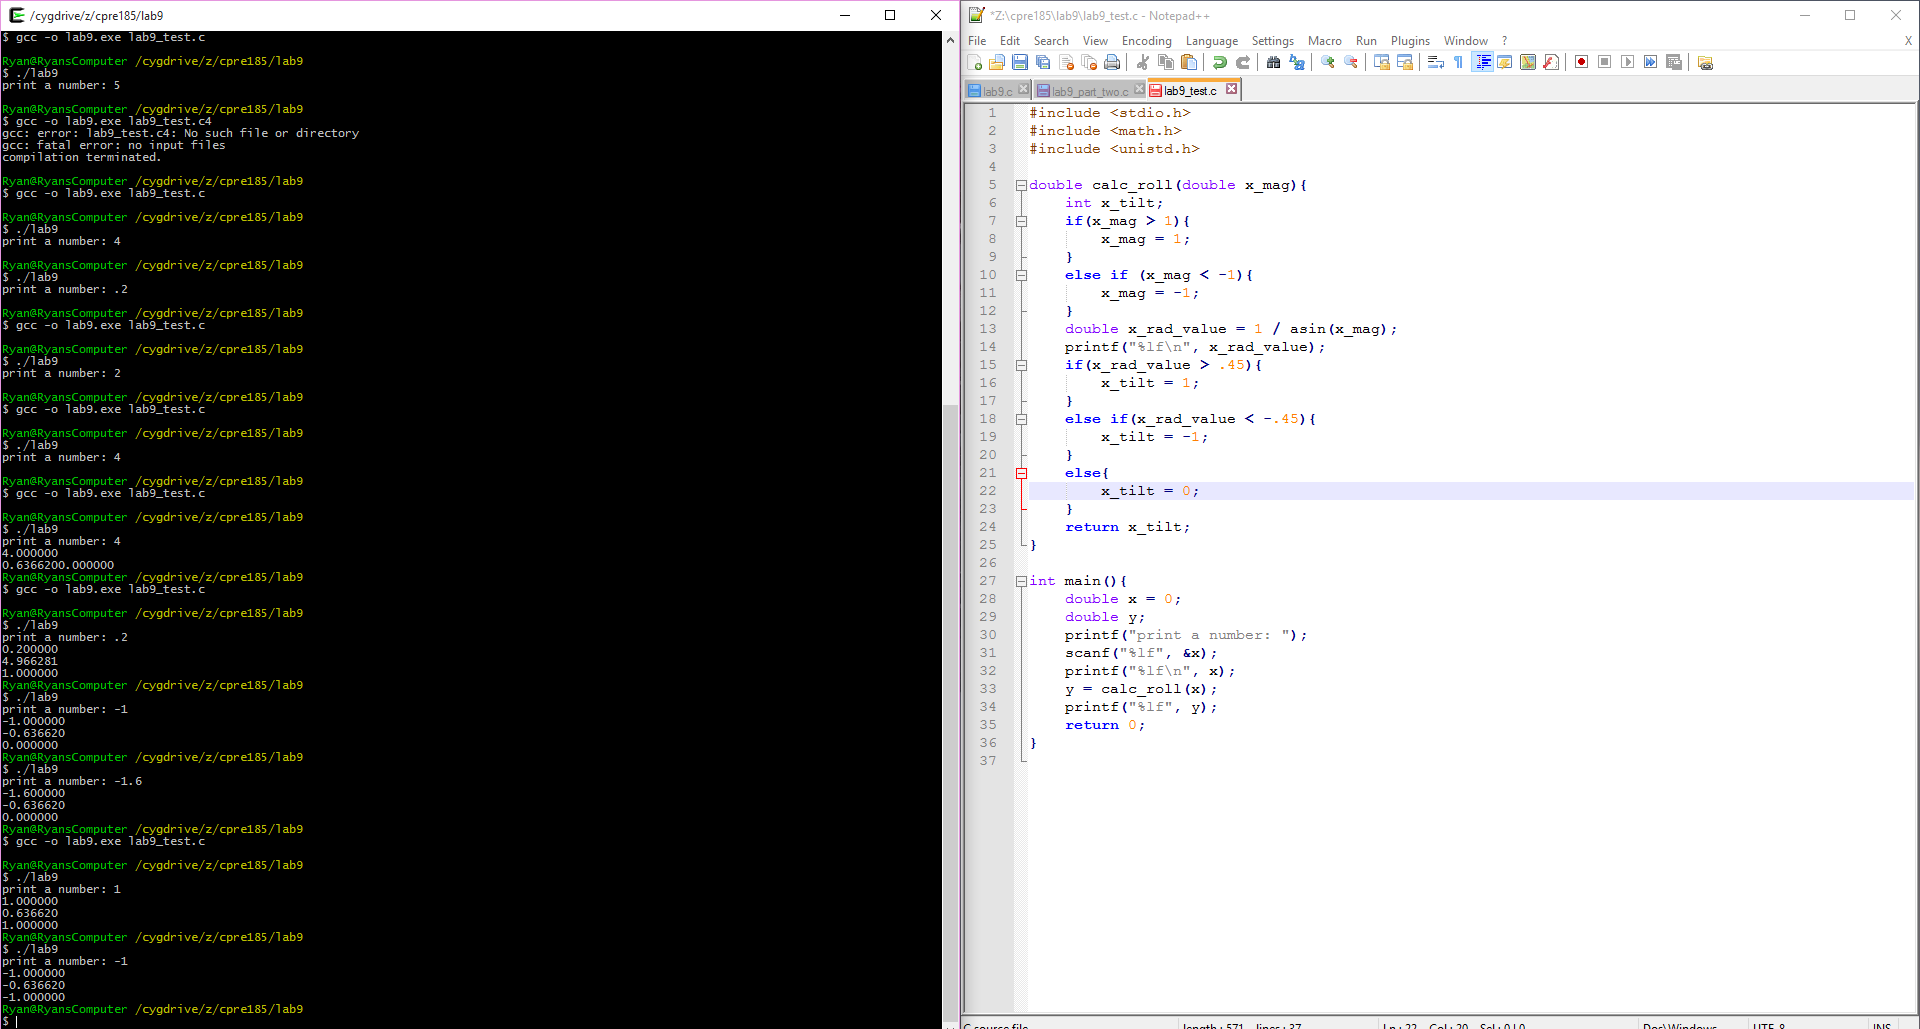 /cygdrive/z/cpre185/lab9
$ gcc -o lab9.exe lab9_test.c
Ryan@RyansComputer /cygdrive/z/cpre185/lab9
$ ./lab9
print a number: 5
Ryan@RyansComputer /cygdrive/z/cpre185/lab9
$ gcc -o lab9.exe lab9_test.c4
gcc: error: lab9_test.c4: No such file or directory
gcc: fatal error: no input files
compilation terminated.
Ryan@RyansComputer /cygdrive/z/cpre185/lab9
$ gcc -o lab9.exe lab9_test.c
Ryan@RyansComputer /cygdrive/z/cpre185/lab9
$ ./lab9
print a number: 4
Ryan@RyansComputer /cygdrive/z/cpre185/lab9
$ ./lab9
print a number: .2
Ryan@RyansComputer /cygdrive/z/cpre185/lab9
$ gcc -o lab9.exe lab9_test.c
Ryan@RyansComputer /cygdrive/z/cpre185/lab9
$ ./lab9
print a number: 2
Ryan@RyansComputer /cygdrive/z/cpre185/lab9
$ gcc -o lab9.exe lab9_test.c
Ryan@RyansComputer /cygdrive/z/cpre185/lab9
$ ./lab9
print a number: 4
Ryan@RyansComputer /cygdrive/z/cpre185/lab9
$ gcc -o lab9.exe lab9_test.c
Ryan@RyansComputer /cygdrive/z/cpre185/lab9
$ ./lab9
print a number: 4
4.000000
0.6366200.000000
Ryan@RyansComputer /cygdrive/z/cpre185/lab9
$ gcc -o lab9.exe lab9_test.c
Ryan@RyansComputer /cygdrive/z/cpre185/lab9
$ ./lab9
print a number: .2
0.200000
4.966281
1.000000
Ryan@RyansComputer /cygdrive/z/cpre185/lab9
$ ./lab9
print a number: -1
-1.000000
-0.636620
0.000000
Ryan@RyansComputer /cygdrive/z/cpre185/lab9
$ ./lab9
print a number: -1.6
-1.600000
-0.636620
0.000000
Ryan@RyansComputer /cygdrive/z/cpre185/lab9
$ gcc -o lab9.exe lab9_test.c
Ryan@RyansComputer /cygdrive/z/cpre185/lab9
$ ./lab9
print a number: 1
1.000000
0.636620
1.000000
Ryan@RyansComputer /cygdrive/z/cpre185/lab9
$ ./lab9
print a number: -1
-1.000000
-0.636620
-1.000000
Ryan@RyansComputer /cygdrive/z/cpre185/lab9
$
*Z:\cpre185\lab9\lab9_test.c - Notepad++
File Edit Search View Encoding Language Settings Macro Run Plugins Window ? X
lab9.c lab9_part_two.c lab9_test.c
1 #include <stdio.h>
2 #include <math.h>
3 #include <unistd.h>
4
5 double calc_roll(double x_mag){
6 int x_tilt;
7 if(x_mag > 1){
8 x_mag = 1;
9 }
10 else if (x_mag < -1){
11 x_mag = -1;
12 }
13 double x_rad_value = 1 / asin(x_mag);
14 printf("%lf\n", x_rad_value);
15 if(x_rad_value > .45){
16 x_tilt = 1;
17 }
18 else if(x_rad_value < -.45){
19 x_tilt = -1;
20 }
21 else{
22 x_tilt = 0;
23 }
24 return x_tilt;
25 }
26
27 int main(){
28 double x = 0;
29 double y;
30 printf("print a number: ");
31 scanf("%lf", &x);
32 printf("%lf\n", x);
33 y = calc_roll(x);
34 printf("%lf", y);
35 return 0;
36 }
37
C source file length : 571 lines : 37 Ln : 22 Col : 20 Sel : 0 | 0 Dos\Windows UTF-8 INS